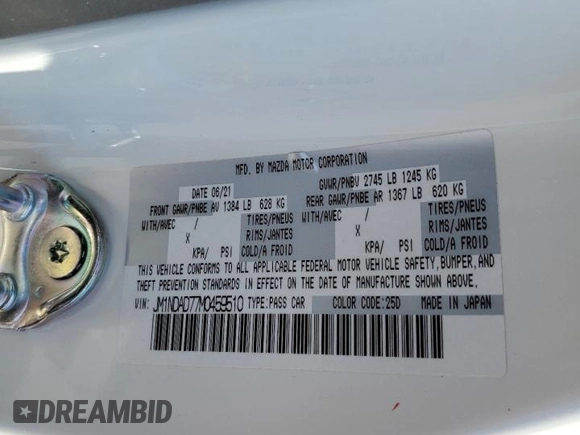 MFD. BY MAZDA MOTOR CORPORATION
DATE 06/21 GVWR/PNBV 2745 LB 1245 KG
FRONT GAWR/PNBE AV 1384 LB 628 KG REAR GAWR/PNBE AR 1367 LB 620 KG
WITH/AVEC / TIRES/PNEUS WITH/AVEC / TIRES/PNEUS
X RIMS/JANTES X RIMS/JANTES
KPA/ PSI COLD/A FROID KPA/ PSI COLD/A FROID
THIS VEHICLE CONFORMS TO ALL APPLICABLE FEDERAL MOTOR VEHICLE SAFETY, BUMPER, AND
THEFT PREVENTION STANDARDS IN EFFECT ON THE DATE OF MANUFACTURE SHOWN ABOVE.
VIN: JM1NDAD77M0459510 TYPE:PASS CAR COLOR CODE:25D MADE IN JAPAN
DREAMBID